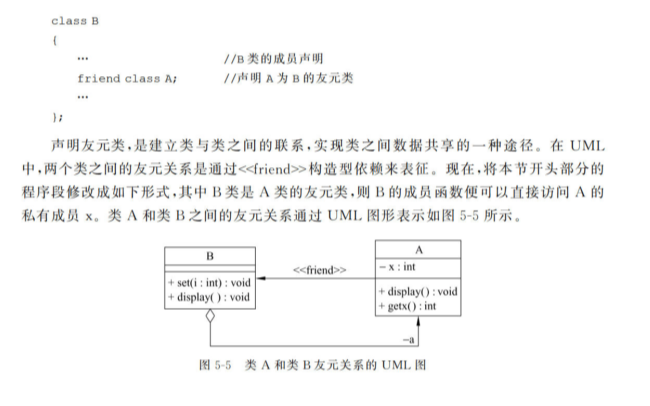 class B
{
… //B 类的成员声明
friend class A; //声明 A 为 B 的友元类
…
};
声明友元类,是建立类与类之间的联系,实现类之间数据共享的一种途径。在 UML
中,两个类之间的友元关系是通过<<friend>>构造型依赖来表征。现在,将本节开头部分的
程序段修改成如下形式,其中 B 类是 A 类的友元类,则 B 的成员函数便可以直接访问 A 的
私有成员 x。类 A 和类 B 之间的友元关系通过 UML 图形表示如图 5-5 所示。
B
+ set(i : int) : void
+ display( ) : void
<<friend>>
A
− x : int
+ display() : void
+ getx() : int
−a
图 5-5 类 A 和类 B 友元关系的 UML 图